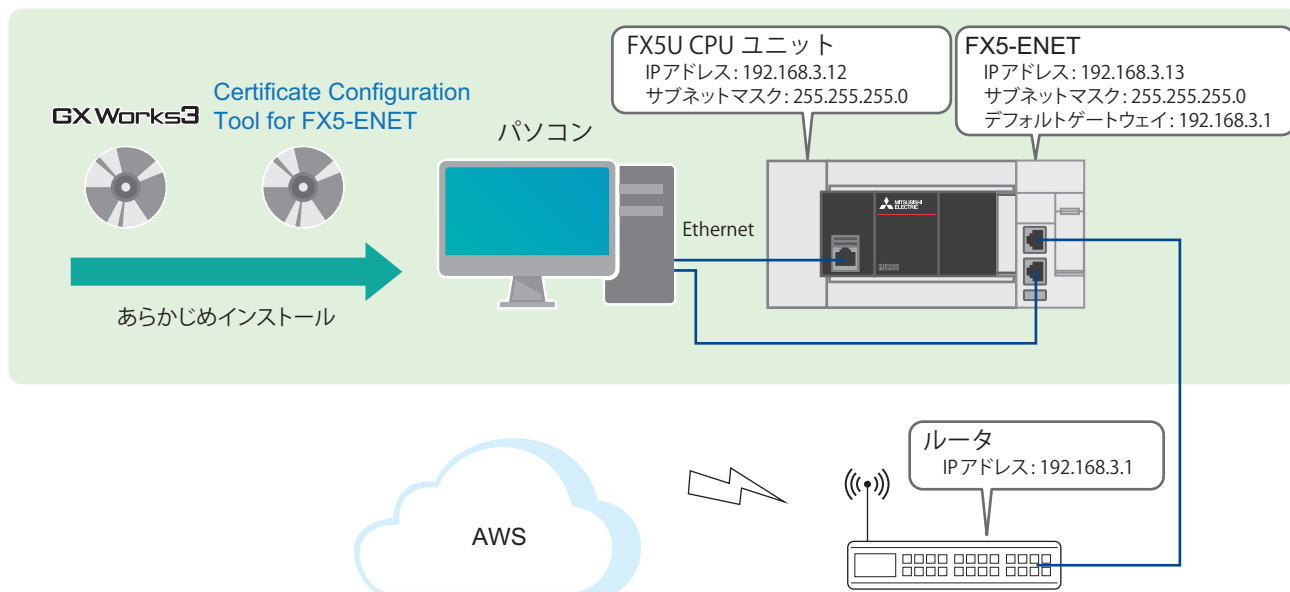 FX5U CPU ユニット
IPアドレス：192.168.3.12
サブネットマスク：255.255.255.0
FX5-ENET
IPアドレス：192.168.3.13
サブネットマスク：255.255.255.0
デフォルトゲートウェイ：192.168.3.1
GX Works3
Certificate Configuration
Tool for FX5-ENET
パソコン
MITSUBISHI
ELECTRIC
Ethernet
あらかじめインストール
ルータ
IPアドレス：192.168.3.1
AWS